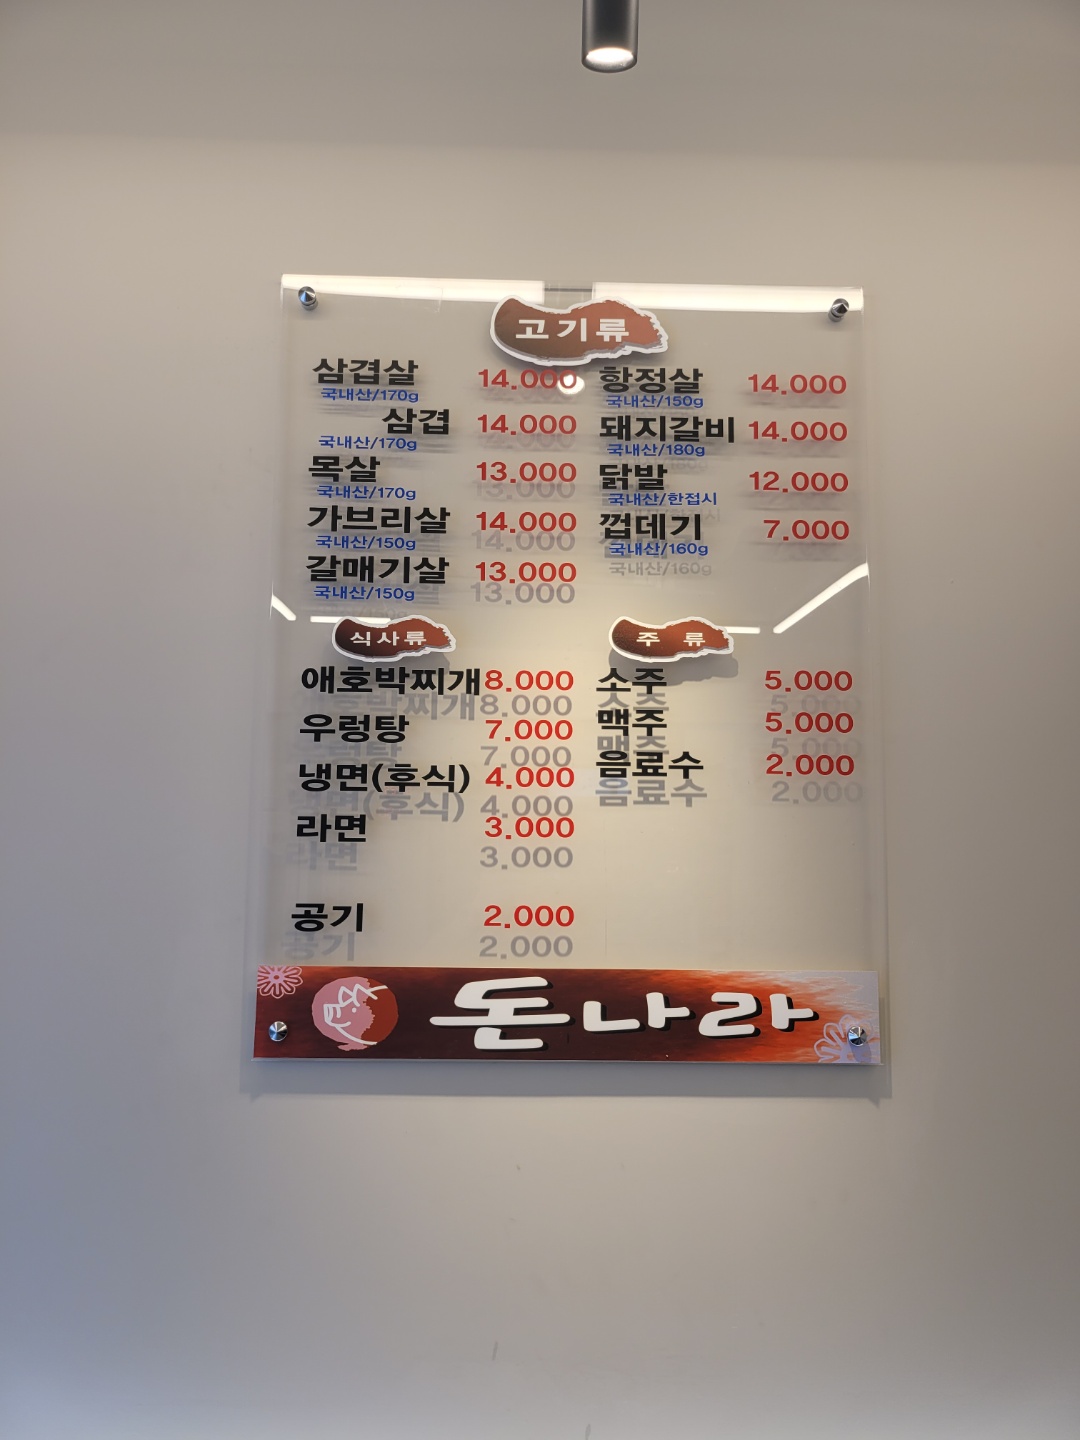 고기류
삼겹살 14.000
국내산/170g
삼겹 14.000
국내산/170g
목살 13.000
국내산/170g
가브리살 14.000
국내산/150g
갈매기살 13.000
국내산/150g
항정살 14.000
국내산/150g
돼지갈비 14.000
국내산/180g
닭발 12.000
국내산/한접시
껍데기 7.000
국내산/160g
식사류
애호박찌개 8.000
우렁탕 7.000
냉면(후식) 4.000
라면 3.000
공기 2.000
주 류
소주 5.000
맥주 5.000
음료수 2.000
돈나라